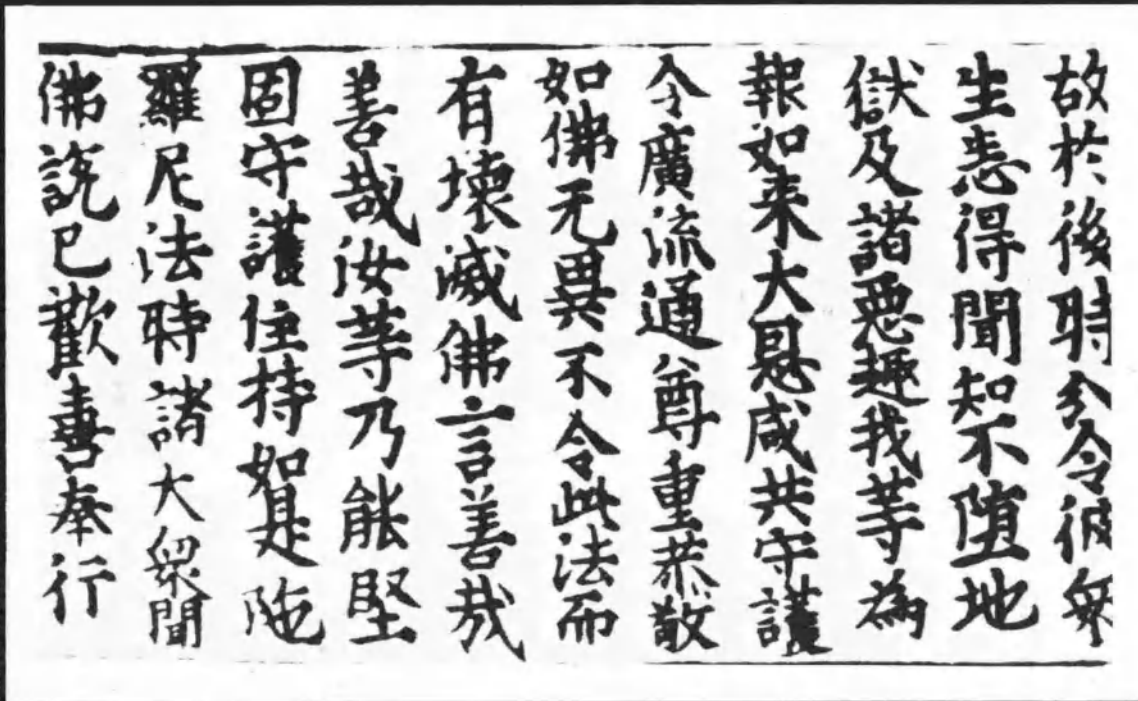 故於後時分令彼衆
生悉得聞知不墮地
獄及諸惡趣我等為
報如来大恩咸共守護
令廣流通尊重恭敬
如佛无異不令此法而
有壞滅佛言善哉
善哉汝等乃能堅
固守護住持如是陁
羅尼法時諸大衆聞
佛説已歡喜奉行